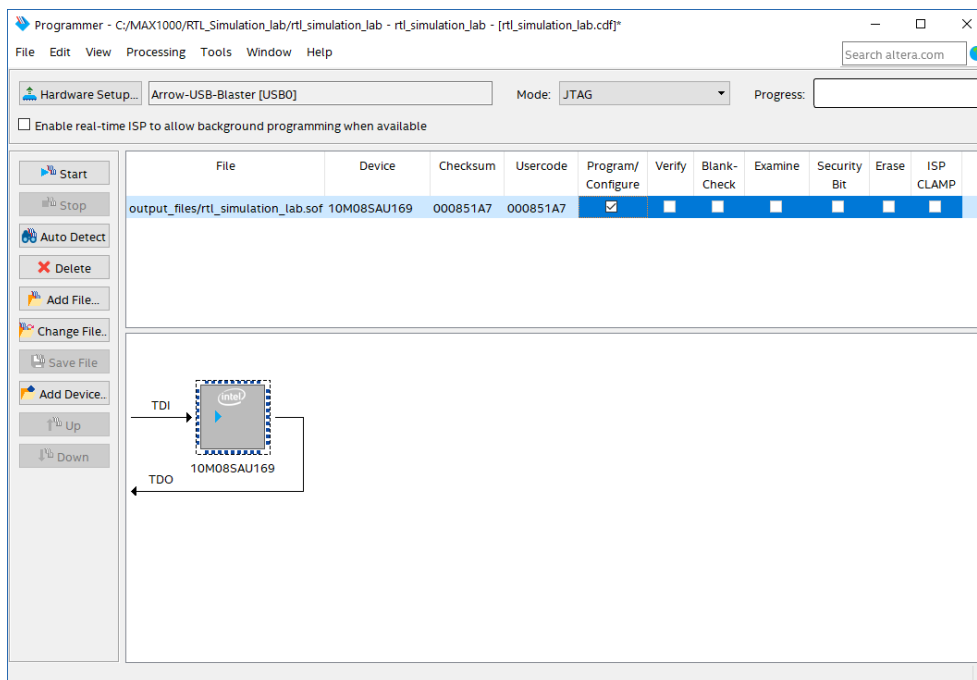 Programmer - C:/MAX1000/RTL_Simulation_lab/rtl_simulation_lab - rtl_simulation_lab - [rtl_simulation_lab.cdf]*
File Edit View Processing Tools Window Help
Search altera.com
Hardware Setup... Arrow-USB-Blaster [USB0] Mode: JTAG Progress:
Enable real-time ISP to allow background programming when available
File Device Checksum Usercode Program/ Verify Blank- Examine Security Erase ISP
Configure Check Bit CLAMP
output_files/rtl_simulation_lab.sof 10M08SAU169 000851A7 000851A7
Start
Stop
Auto Detect
Delete
Add File...
Change File..
Save File
Add Device..
Up
Down
TDI
intel
10M08SAU169
TDO